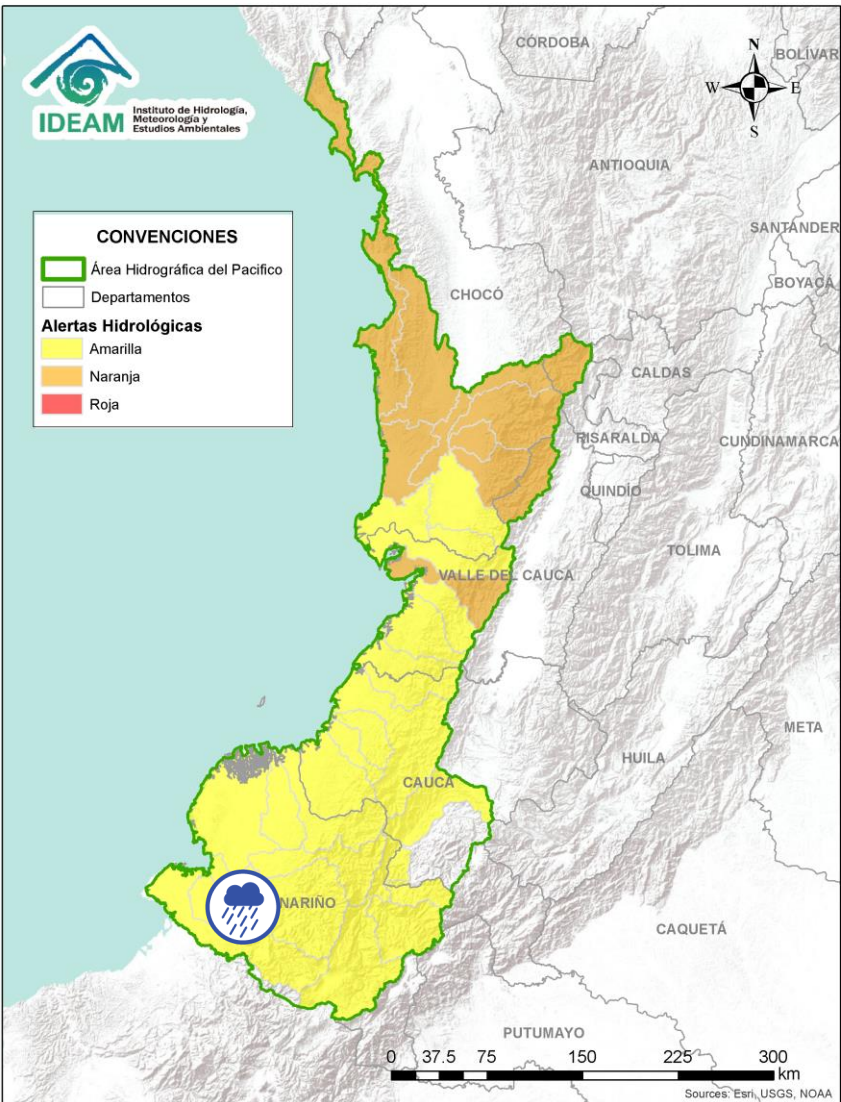 IDEAM
Instituto de Hidrología,
Meteorología y
Estudios Ambientales
CÓRDOBA
BOLIVAR
N
W
E
S
ANTIOQUIA
SANTANDER
BOYACÁ
CONVENCIONES
Área Hidrográfica del Pacifico
Departamentos
Alertas Hidrológicas
Amarilla
Naranja
Roja
CHOCÓ
CALDAS
RISARALDA
CUNDINAMARCA
QUINDÍO
TOLIMA
VALLE DEL CAUCA
META
HUILA
CAUCA
NARIÑO
CAQUETÁ
PUTUMAYO
0 37.5 75 150 225 300
km
Sources: Esri, USGS, NOAA